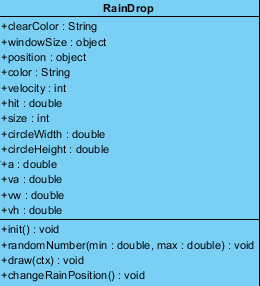 RainDrop
+clearColor : String
+windowSize : object
+position : object
+color : String
+velocity : int
+hit : double
+size : int
+circleWidth : double
+circleHeight : double
+a : double
+va : double
+vw : double
+vh : double
+init() : void
+randomNumber(min : double, max : double) : void
+draw(ctx) : void
+changeRainPosition() : void